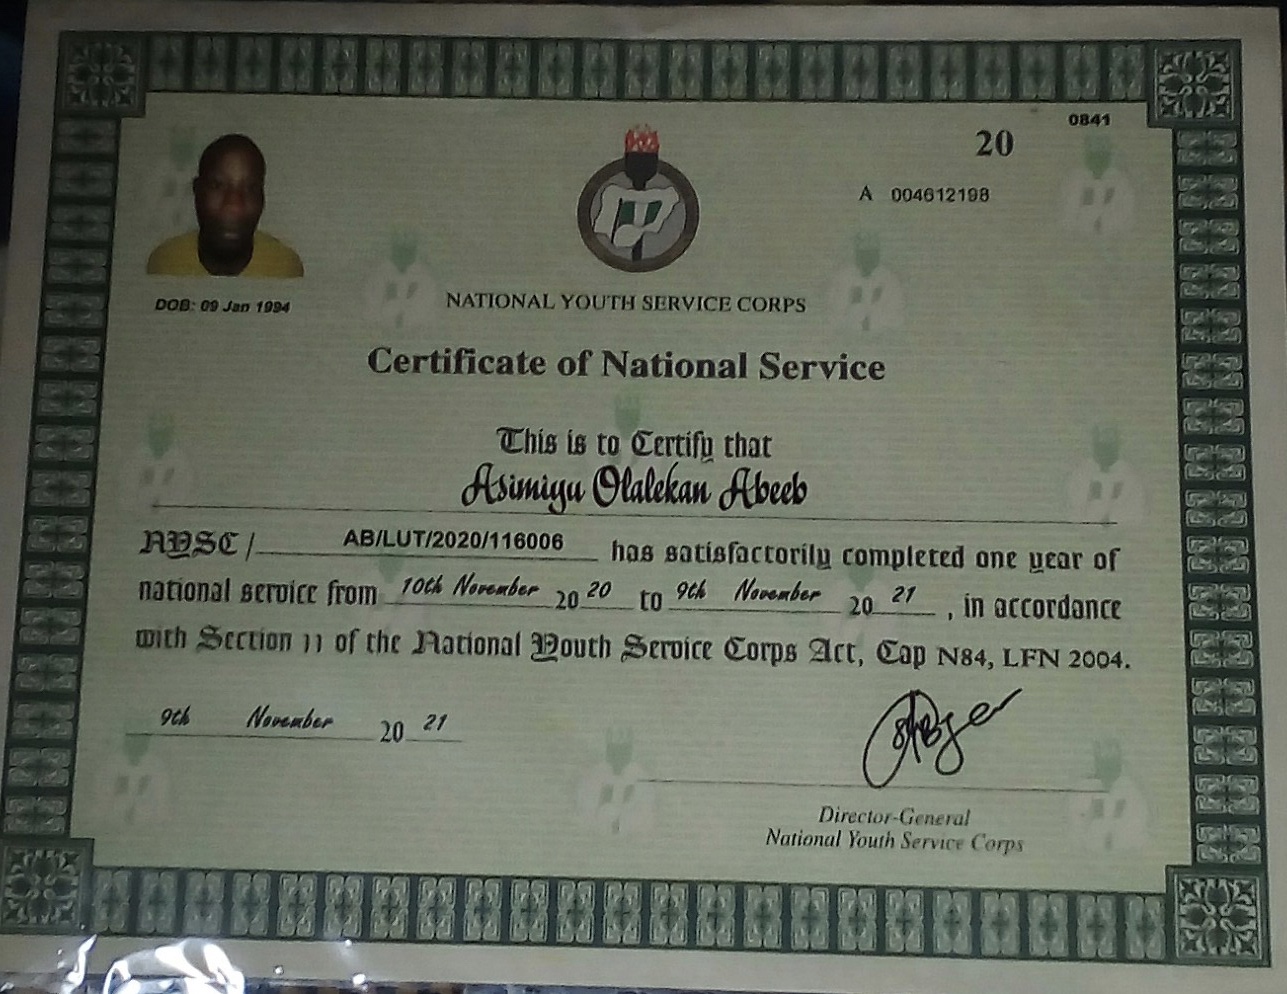 0841
20
A 004612198
DOB: 09 Jan 1994
NATIONAL YOUTH SERVICE CORPS
Certificate of National Service
This is to Certify that
Asimiyu Olalekan Abeeb
NYSC / AB/LUT/2020/116006 has satisfactorily completed one year of
national service from 10th November 20 20 to 9th November 20 21 , in accordance
with Section 11 of the National Youth Service Corps Act, Cap N84, LFN 2004.
9th November 20 21
Director-General
National Youth Service Corps